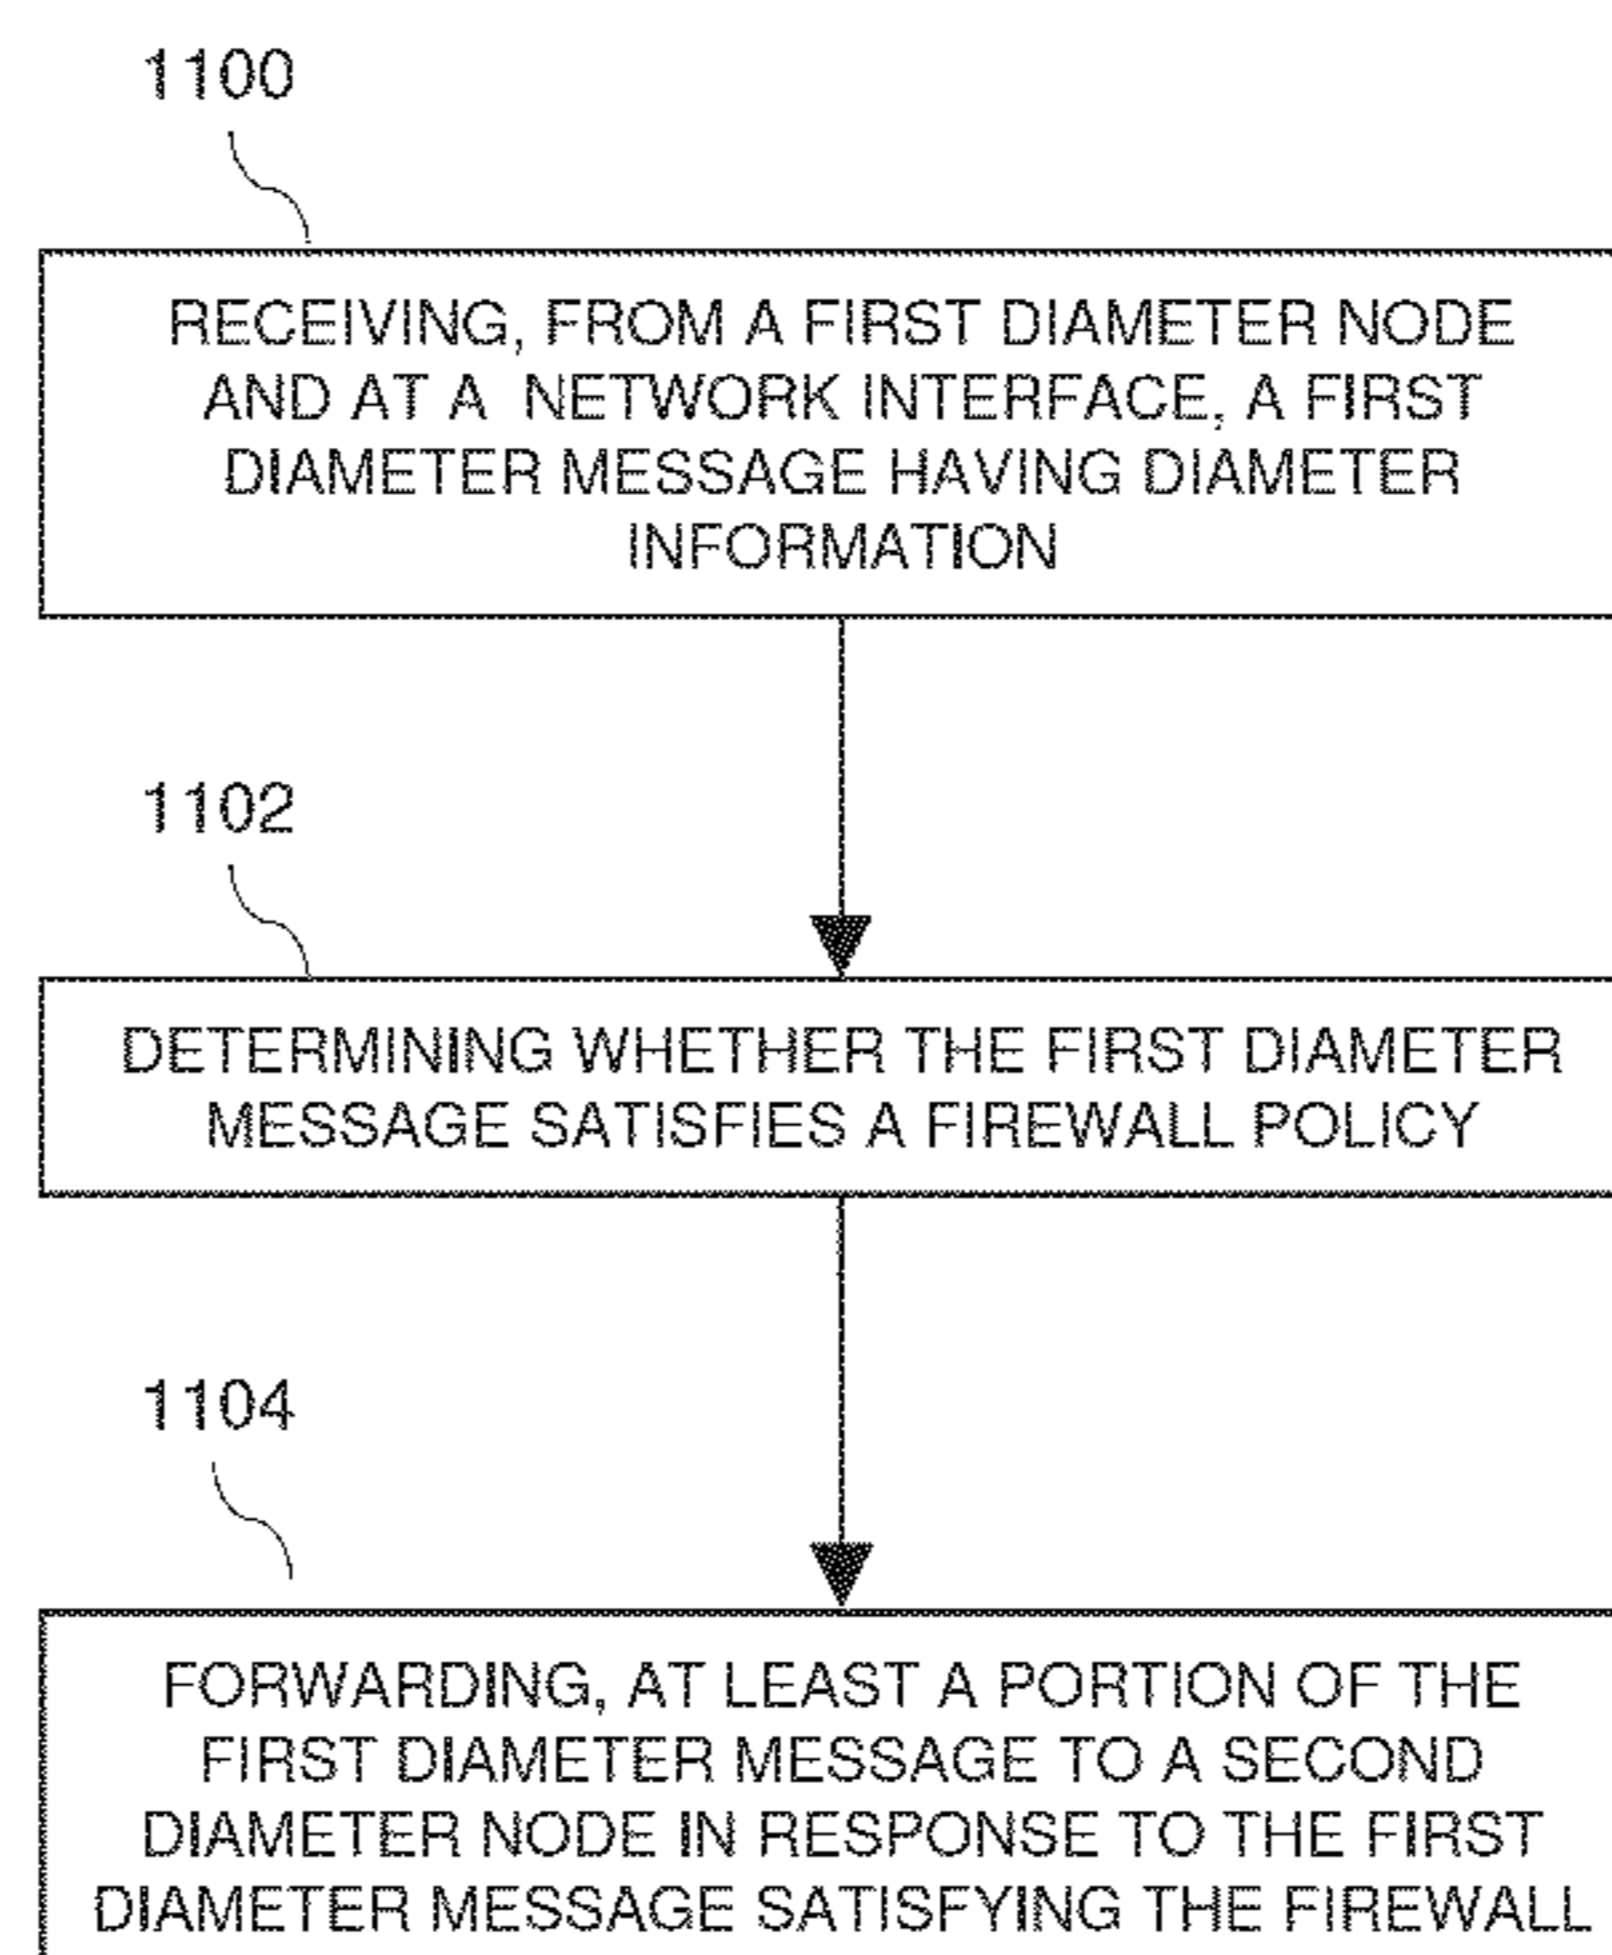 1100
RECEIVING, FROM A FIRST DIAMETER NODE
AND AT A NETWORK INTERFACE, A FIRST
DIAMETER MESSAGE HAVING DIAMETER
INFORMATION
1102
DETERMINING WHETHER THE FIRST DIAMETER
MESSAGE SATISFIES A FIREWALL POLICY
1104
FORWARDING, AT LEAST A PORTION OF THE
FIRST DIAMETER MESSAGE TO A SECOND
DIAMETER NODE IN RESPONSE TO THE FIRST
DIAMETER MESSAGE SATISFYING THE FIREWALL